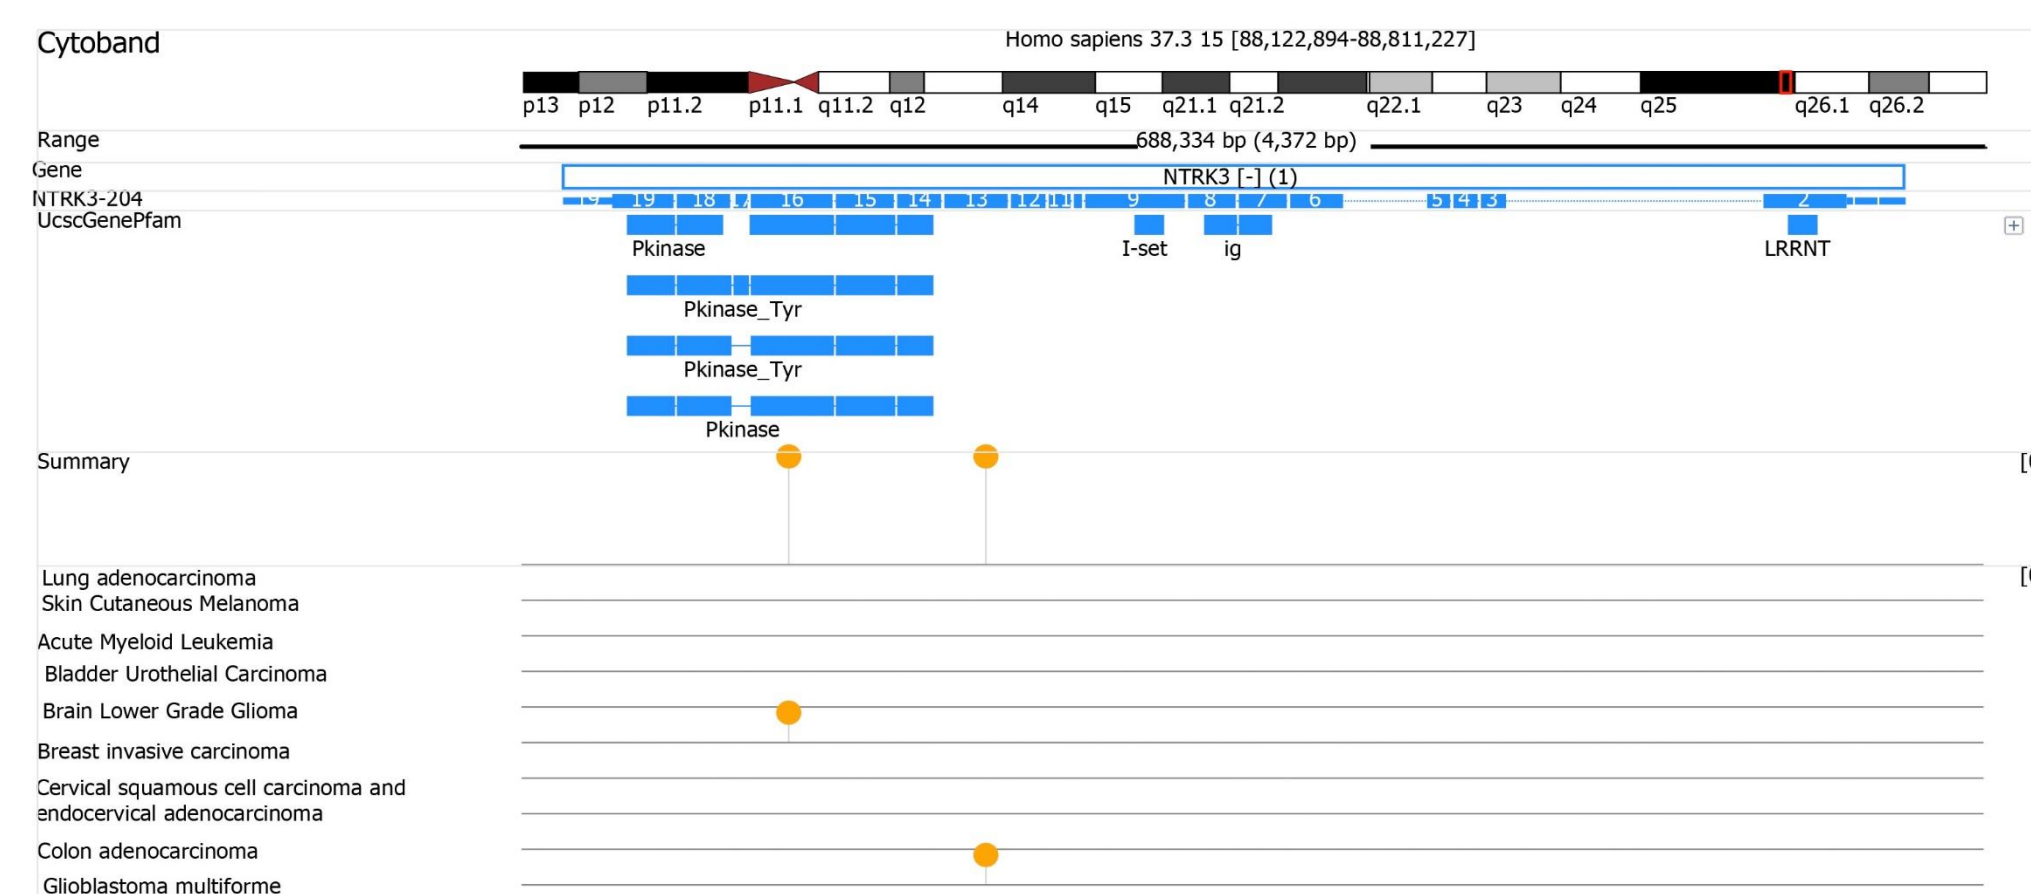 Cytoband
Homo sapiens 37.3 15 [88,122,894-88,811,227]
p13 p12 p11.2 p11.1 q11.2 q12 q14 q15 q21.1 q21.2 q22.1 q23 q24 q25 q26.1 q26.2
Range
688,334 bp (4,372 bp)
Gene
NTRK3 [-] (1)
NTRK3-204
19 19 18 17 16 15 14 13 12 11 9 8 7 6 5 4 3 2
UcscGenePfam
Pkinase I-set ig LRRNT
Pkinase_Tyr
Pkinase_Tyr
Pkinase
Summary
Lung adenocarcinoma
Skin Cutaneous Melanoma
Acute Myeloid Leukemia
Bladder Urothelial Carcinoma
Brain Lower Grade Glioma
Breast invasive carcinoma
Cervical squamous cell carcinoma and
endocervical adenocarcinoma
Colon adenocarcinoma
Glioblastoma multiforme